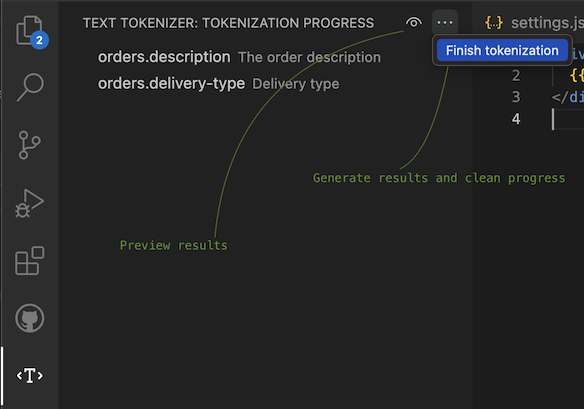 TEXT TOKENIZER: TOKENIZATION PROGRESS
··· 
{..} settings.js
Finish tokenization
2
orders.description The order description
orders.delivery-type Delivery type
iv
2 {{
3 </di
4
Generate results and clean progress
Preview results
<T>